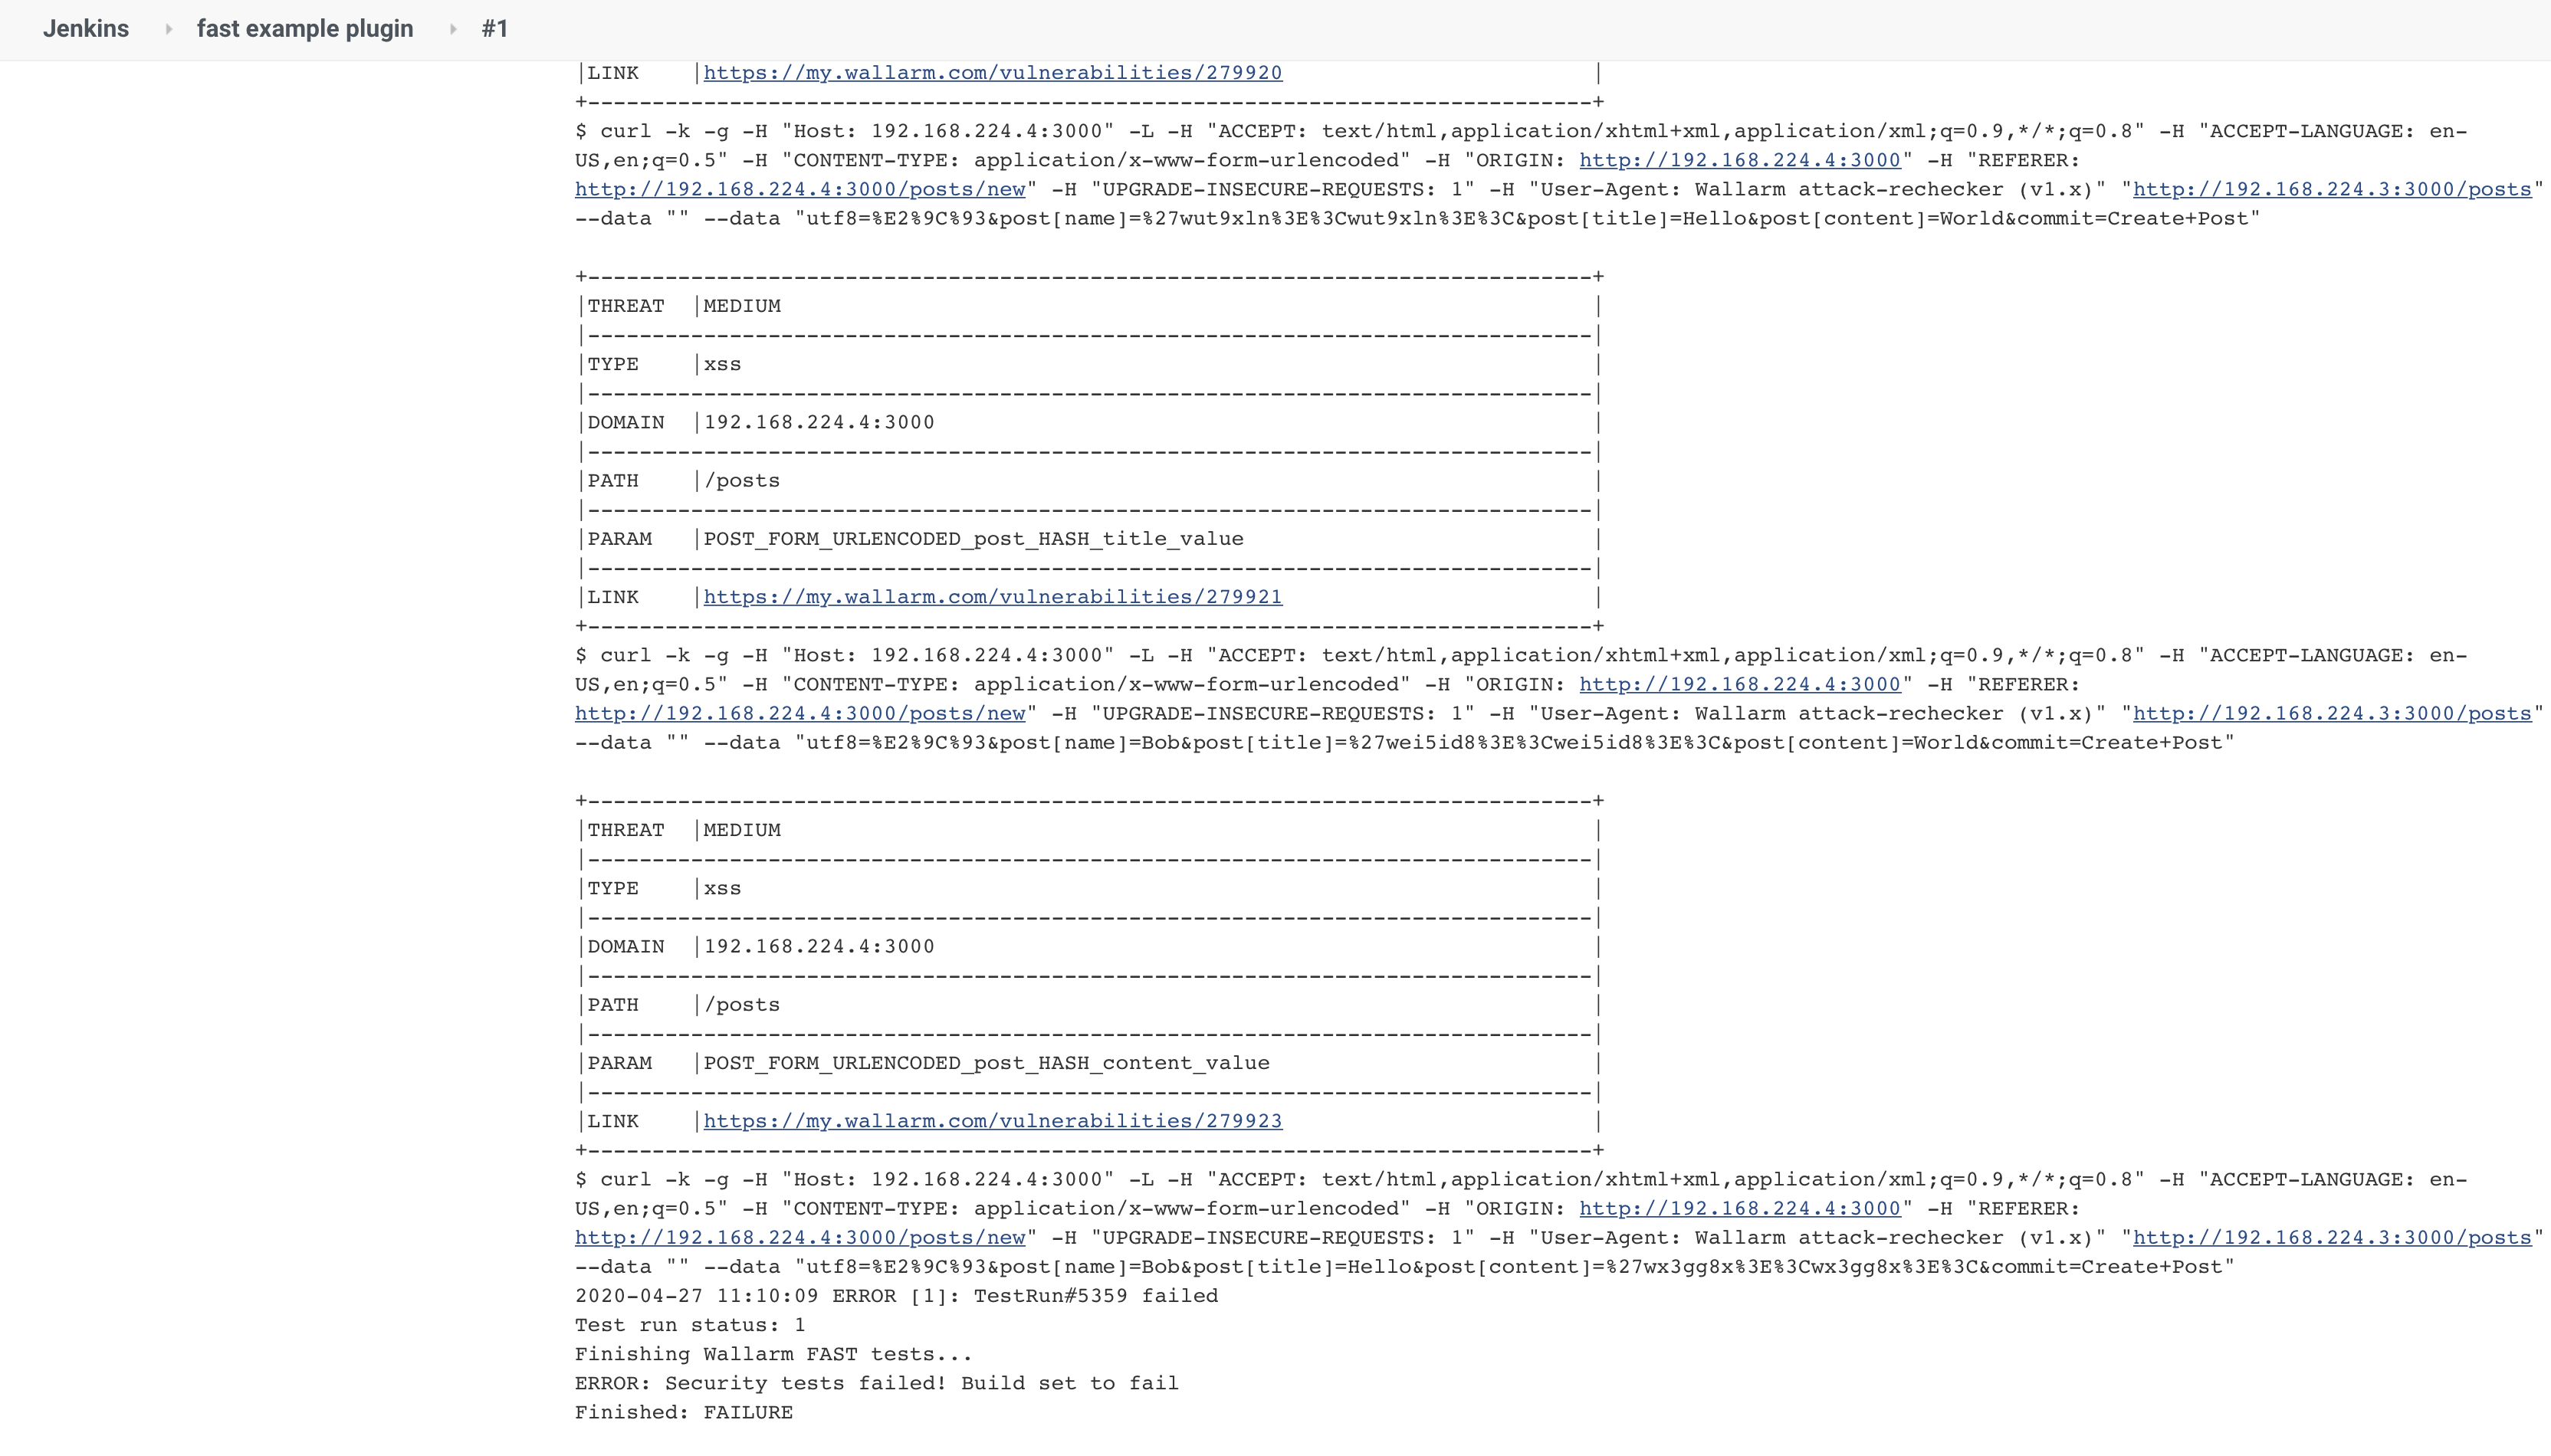 Jenkins fast example plugin #1
|LINK |https://my.wallarm.com/vulnerabilities/279920 |
+------------------------------------------------------------------------------+
$ curl -k -g -H "Host: 192.168.224.4:3000" -L -H "ACCEPT: text/html,application/xhtml+xml,application/xml;q=0.9,*/*;q=0.8" -H "ACCEPT-LANGUAGE: en-
US,en;q=0.5" -H "CONTENT-TYPE: application/x-www-form-urlencoded" -H "ORIGIN: http://192.168.224.4:3000" -H "REFERER:
http://192.168.224.4:3000/posts/new" -H "UPGRADE-INSECURE-REQUESTS: 1" -H "User-Agent: Wallarm attack-rechecker (v1.x)" "http://192.168.224.3:3000/posts"
--data "" --data "utf8=%E2%9C%93&post[name]=%27wut9xln%3E%3Cwut9xln%3E%3C&post[title]=Hello&post[content]=World&commit=Create+Post"
+------------------------------------------------------------------------------+
|THREAT |MEDIUM |
|------------------------------------------------------------------------------|
|TYPE |xss |
|------------------------------------------------------------------------------|
|DOMAIN |192.168.224.4:3000 |
|------------------------------------------------------------------------------|
|PATH |/posts |
|------------------------------------------------------------------------------|
|PARAM |POST_FORM_URLENCODED_post_HASH_title_value |
|------------------------------------------------------------------------------|
|LINK |https://my.wallarm.com/vulnerabilities/279921 |
+------------------------------------------------------------------------------+
$ curl -k -g -H "Host: 192.168.224.4:3000" -L -H "ACCEPT: text/html,application/xhtml+xml,application/xml;q=0.9,*/*;q=0.8" -H "ACCEPT-LANGUAGE: en-
US,en;q=0.5" -H "CONTENT-TYPE: application/x-www-form-urlencoded" -H "ORIGIN: http://192.168.224.4:3000" -H "REFERER:
http://192.168.224.4:3000/posts/new" -H "UPGRADE-INSECURE-REQUESTS: 1" -H "User-Agent: Wallarm attack-rechecker (v1.x)" "http://192.168.224.3:3000/posts"
--data "" --data "utf8=%E2%9C%93&post[name]=Bob&post[title]=%27wei5id8%3E%3Cwei5id8%3E%3C&post[content]=World&commit=Create+Post"
+------------------------------------------------------------------------------+
|THREAT |MEDIUM |
|------------------------------------------------------------------------------|
|TYPE |xss |
|------------------------------------------------------------------------------|
|DOMAIN |192.168.224.4:3000 |
|------------------------------------------------------------------------------|
|PATH |/posts |
|------------------------------------------------------------------------------|
|PARAM |POST_FORM_URLENCODED_post_HASH_content_value |
|------------------------------------------------------------------------------|
|LINK |https://my.wallarm.com/vulnerabilities/279923 |
+------------------------------------------------------------------------------+
$ curl -k -g -H "Host: 192.168.224.4:3000" -L -H "ACCEPT: text/html,application/xhtml+xml,application/xml;q=0.9,*/*;q=0.8" -H "ACCEPT-LANGUAGE: en-
US,en;q=0.5" -H "CONTENT-TYPE: application/x-www-form-urlencoded" -H "ORIGIN: http://192.168.224.4:3000" -H "REFERER:
http://192.168.224.4:3000/posts/new" -H "UPGRADE-INSECURE-REQUESTS: 1" -H "User-Agent: Wallarm attack-rechecker (v1.x)" "http://192.168.224.3:3000/posts"
--data "" --data "utf8=%E2%9C%93&post[name]=Bob&post[title]=Hello&post[content]=%27wx3gg8x%3E%3Cwx3gg8x%3E%3C&commit=Create+Post"
2020-04-27 11:10:09 ERROR [1]: TestRun#5359 failed
Test run status: 1
Finishing Wallarm FAST tests...
ERROR: Security tests failed! Build set to fail
Finished: FAILURE